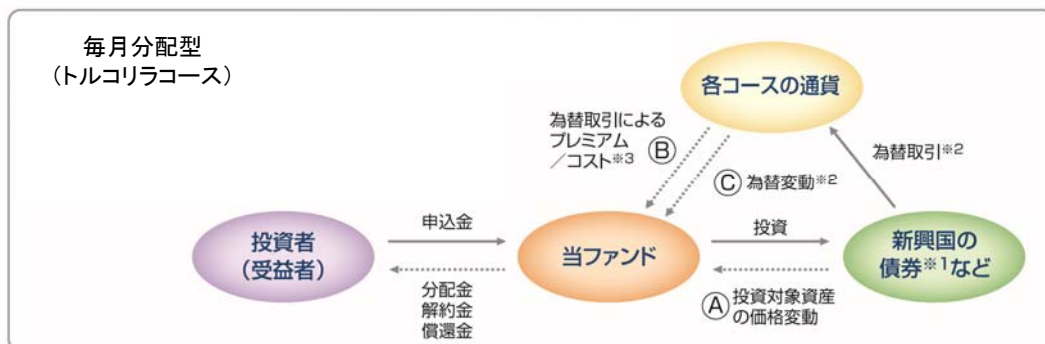 毎月分配型
（トルコリラコース）
各コースの通貨
為替取引による
プレミアム
／コスト※3
Ⓑ
Ⓒ 為替変動※2
為替取引※2
投資者
（受益者）
申込金
分配金
解約金
償還金
当ファンド
投資
Ⓐ 投資対象資産
の価格変動
新興国の
債券※1など